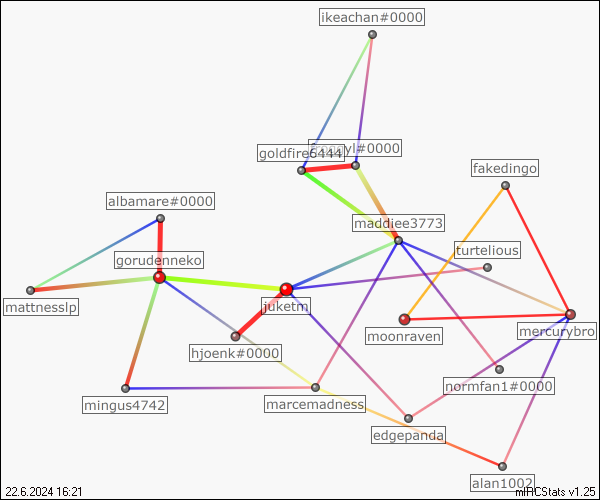 ikeachan#0000
goldfire6444
yl#0000
fakedingo
albamare#0000
maddiee3773
turtelious
gorudenneko
mattnesslp
juketm
mercurybro
moonraven
hjoenk#0000
normfan1#0000
mingus4742
marcemadness
edgepanda
alan1002
22.6.2024 16:21
mIRCStats v1.25